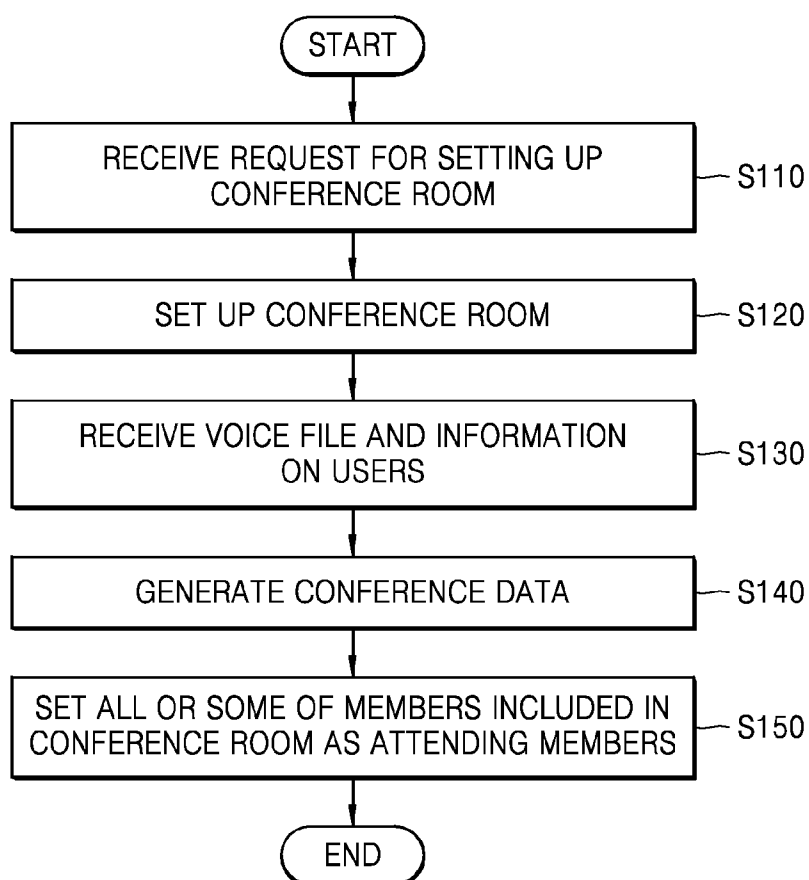 START
RECEIVE REQUEST FOR SETTING UP
CONFERENCE ROOM
S110
SET UP CONFERENCE ROOM
S120
RECEIVE VOICE FILE AND INFORMATION
ON USERS
S130
GENERATE CONFERENCE DATA
S140
SET ALL OR SOME OF MEMBERS INCLUDED IN
CONFERENCE ROOM AS ATTENDING MEMBERS
S150
END